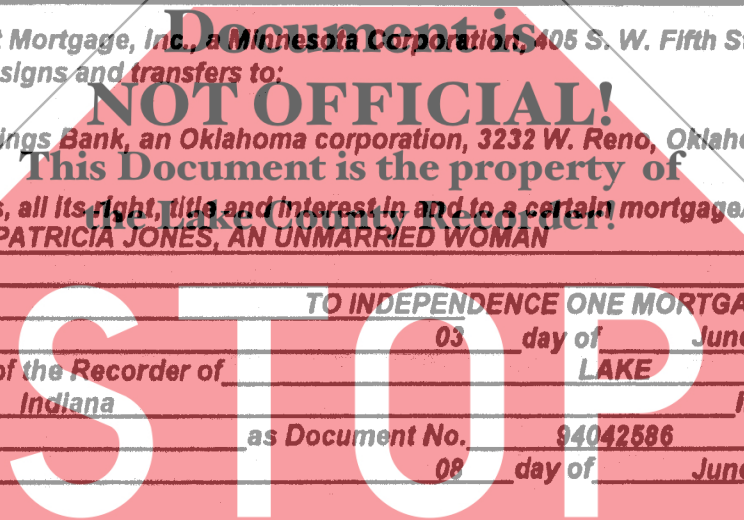 Document is
t Mortgage, Inc., a Minnesota Corporation, 405 S. W. Fifth St
signs and transfers to:
NOT OFFICIAL!
ings Bank, an Oklahoma corporation, 3232 W. Reno, Oklaho
This Document is the property of
s, all its right, title and interest in and to a certain mortgage
the Lake County Recorder!
PATRICIA JONES, AN UNMARRIED WOMAN
TO INDEPENDENCE ONE MORTGA
03 day of June
of the Recorder of LAKE
Indiana
as Document No. 94042586
08 day of June
STOP